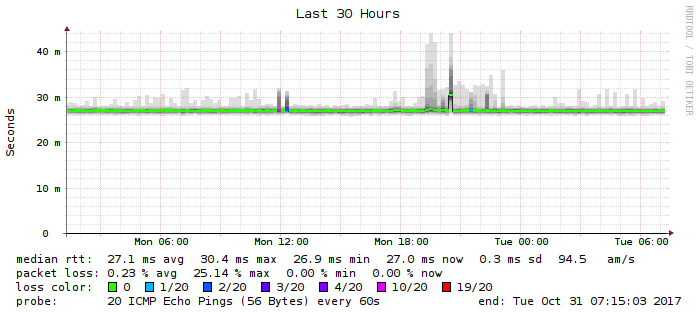 Last 30 Hours
RRDTOOL / TOBI OETIKER
Seconds
40 m
30 m
20 m
10 m
0
Mon 06:00 Mon 12:00 Mon 18:00 Tue 00:00 Tue 06:00
median rtt: 27.1 ms avg 30.4 ms max 26.9 ms min 27.0 ms now 0.3 ms sd 94.5 am/s
packet loss: 0.23 % avg 25.14 % max 0.00 % min 0.00 % now
loss color: 0 1/20 2/20 3/20 4/20 10/20 19/20
probe: 20 ICMP Echo Pings (56 Bytes) every 60s end: Tue Oct 31 07:15:03 2017